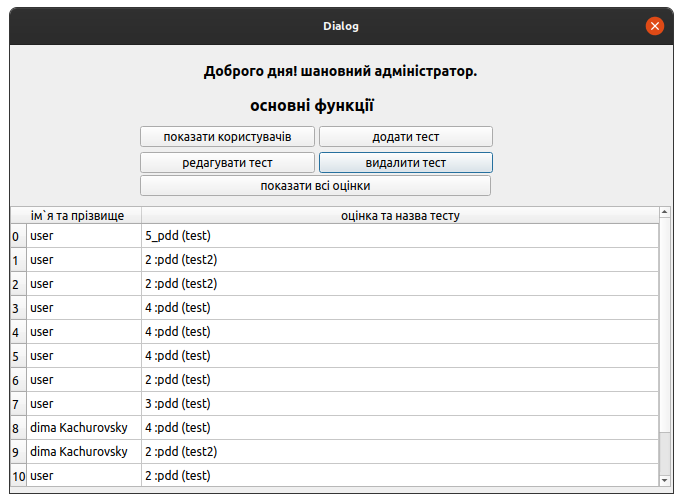 Dialog
Доброго дня! шановний адміністратор.
основні функції
показати користувачів додати тест
редагувати тест видалити тест
показати всі оцінки
ім`я та прізвище оцінка та назва тесту
0 user 5_pdd (test)
1 user 2 :pdd (test2)
2 user 2 :pdd (test2)
3 user 4 :pdd (test)
4 user 4 :pdd (test)
5 user 4 :pdd (test)
6 user 2 :pdd (test)
7 user 3 :pdd (test)
8 dima Kachurovsky 4 :pdd (test)
9 dima Kachurovsky 2 :pdd (test2)
10 user 2 :pdd (test)